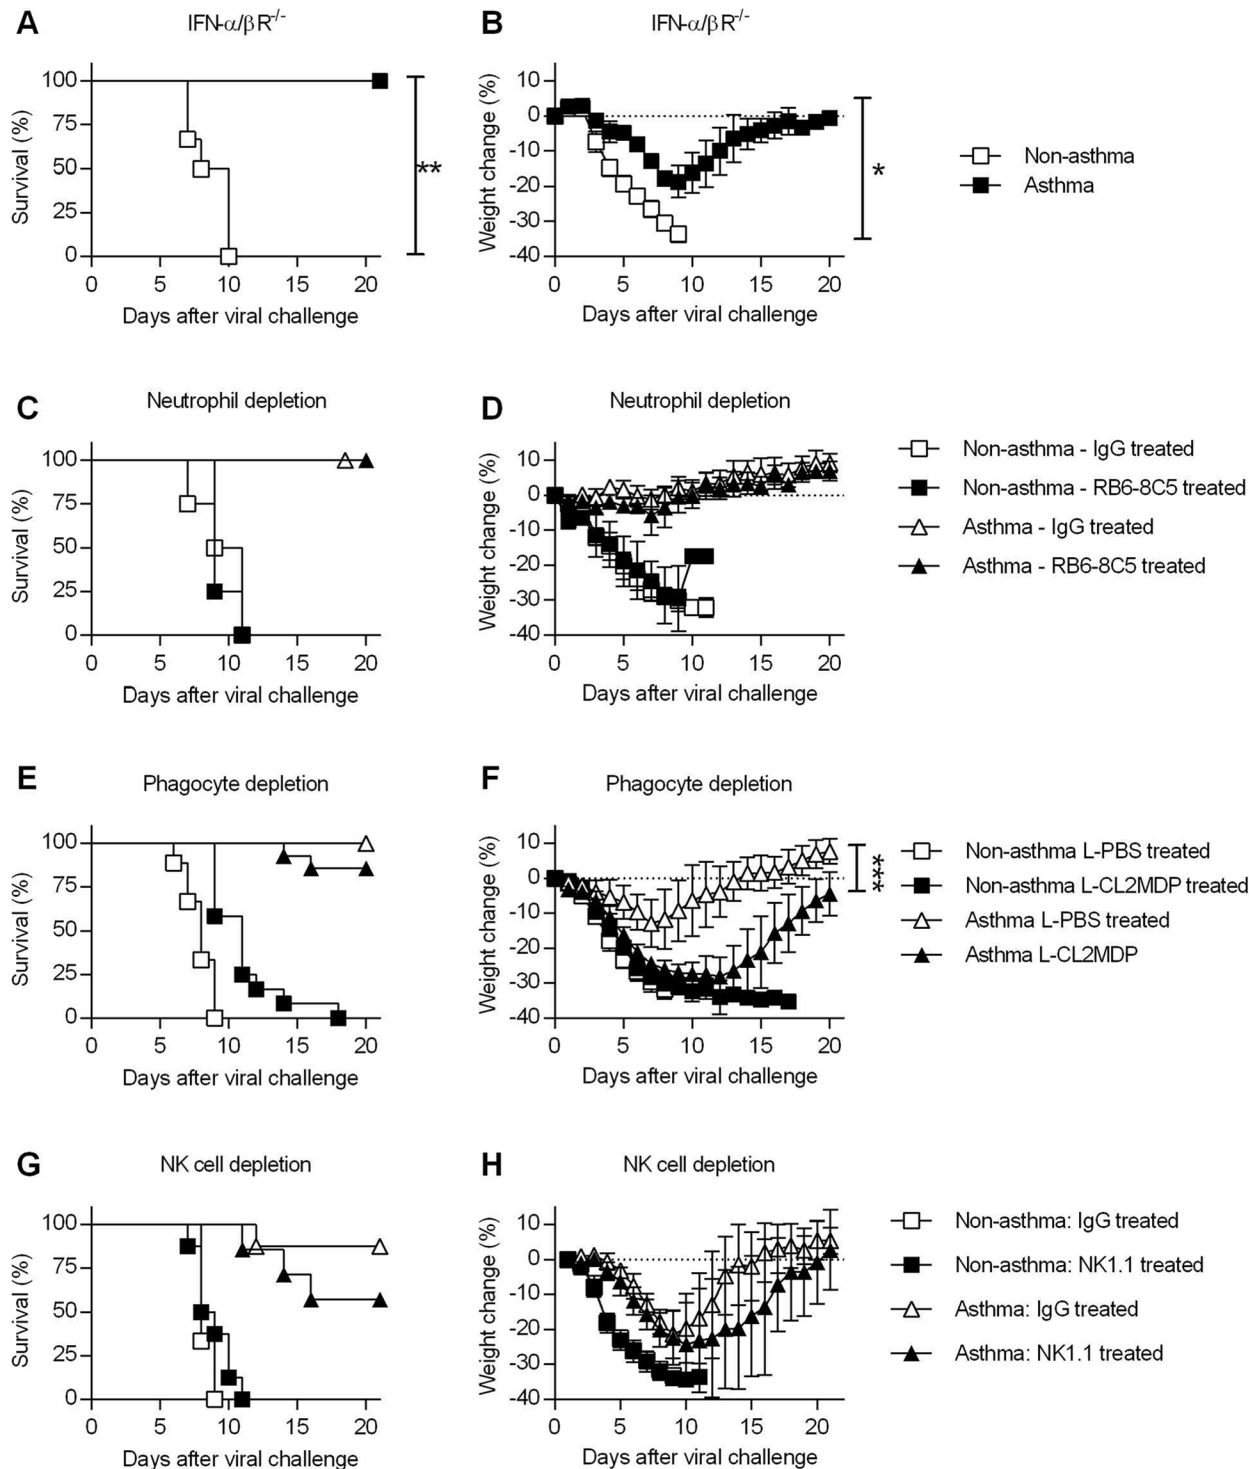 A
IFN-α/βR-/-
Survival (%)
100
75
50
25
0
0 5 10 15 20
Days after viral challenge
**
B
IFN-α/βR-/-
Weight change (%)
10
0
-10
-20
-30
-40
0 5 10 15 20
Days after viral challenge
*
Non-asthma
Asthma
C
Neutrophil depletion
Survival (%)
100
75
50
25
0
0 5 10 15 20
Days after viral challenge
D
Neutrophil depletion
Weight change (%)
10
0
-10
-20
-30
-40
0 5 10 15 20
Days after viral challenge
Non-asthma - IgG treated
Non-asthma - RB6-8C5 treated
Asthma - IgG treated
Asthma - RB6-8C5 treated
E
Phagocyte depletion
Survival (%)
100
75
50
25
0
0 5 10 15 20
Days after viral challenge
F
Phagocyte depletion
Weight change (%)
10
0
-10
-20
-30
-40
0 5 10 15 20
Days after viral challenge
***
Non-asthma L-PBS treated
Non-asthma L-CL2MDP treated
Asthma L-PBS treated
Asthma L-CL2MDP
G
NK cell depletion
Survival (%)
100
75
50
25
0
0 5 10 15 20
Days after viral challenge
H
NK cell depletion
Weight change (%)
10
0
-10
-20
-30
-40
0 5 10 15 20
Days after viral challenge
Non-asthma: IgG treated
Non-asthma: NK1.1 treated
Asthma: IgG treated
Asthma: NK1.1 treated